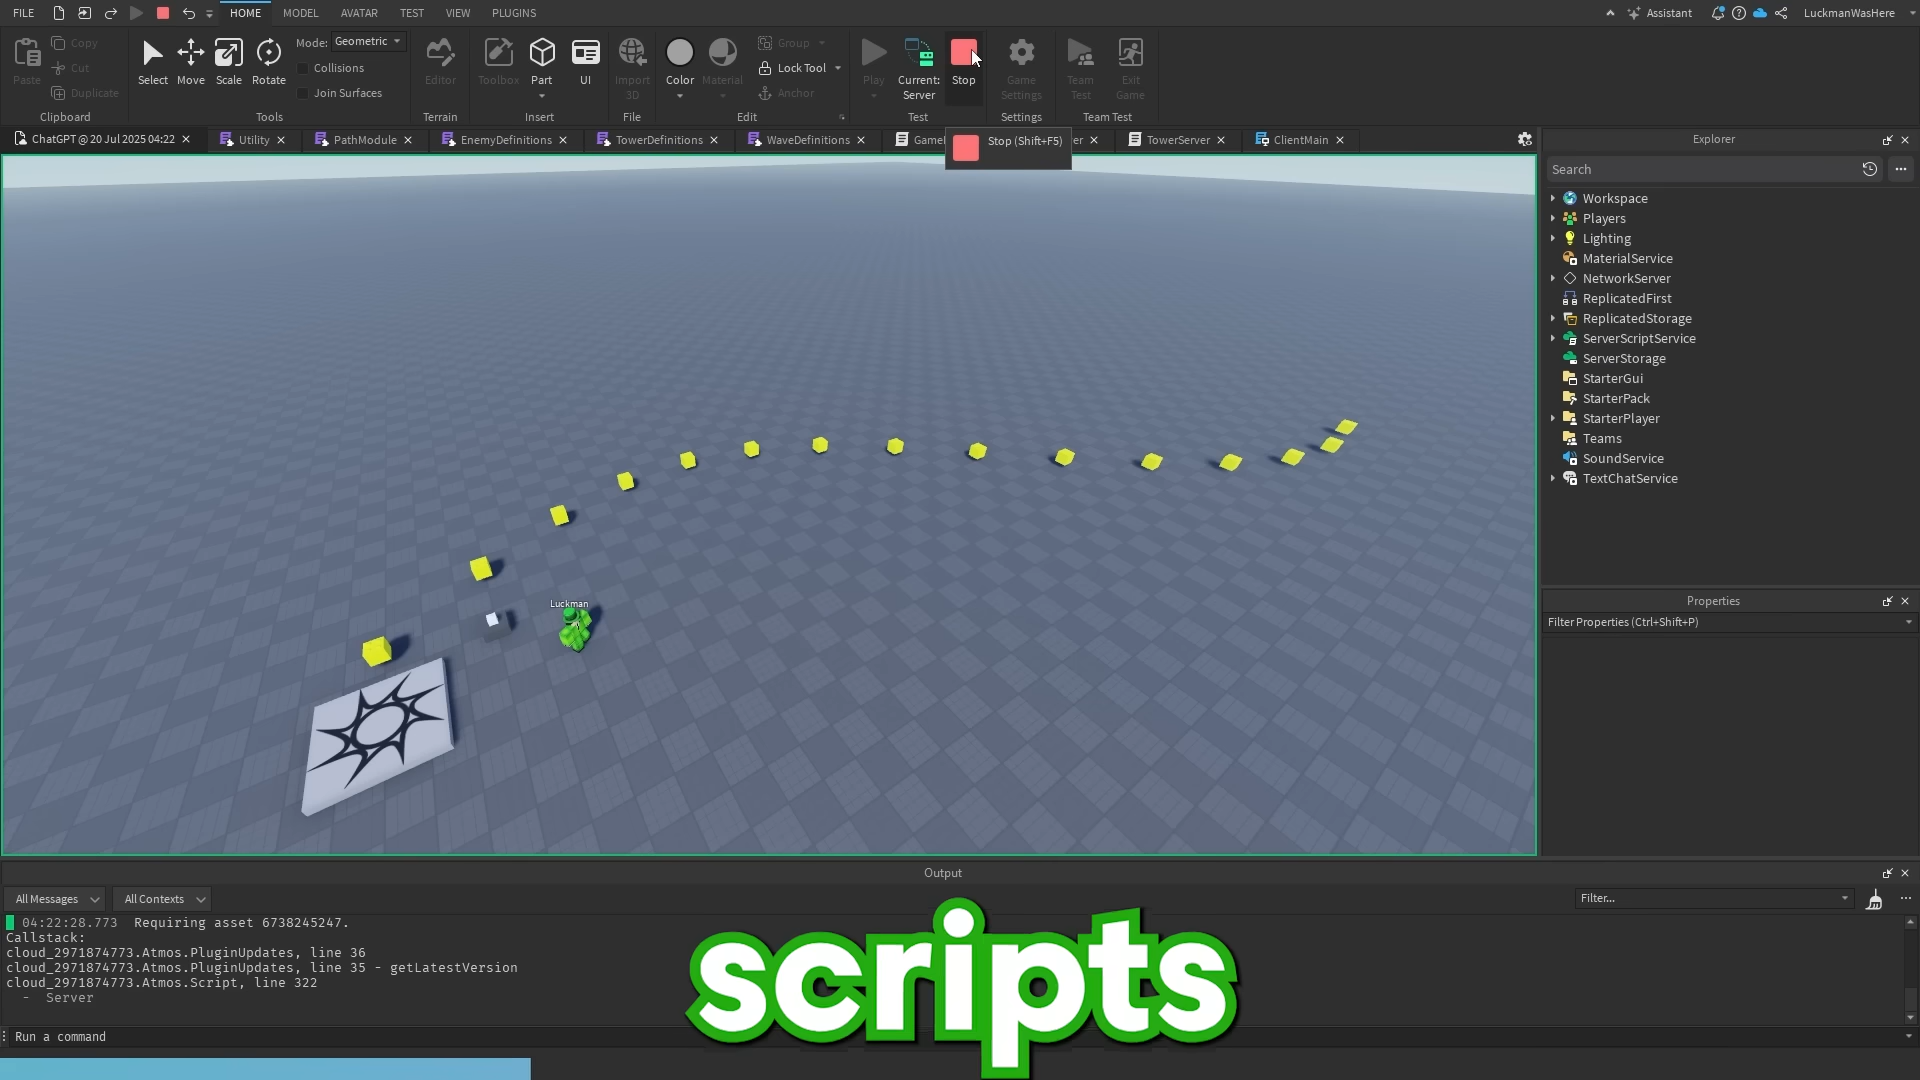 FILE HOME MODEL AVATAR TEST VIEW PLUGINS Assistant LuckmanWasHere
Paste Copy Cut Duplicate Clipboard
Select Move Scale Rotate Mode: Geometric Collisions Join Surfaces Tools
Editor Terrain
Toolbox Part UI Insert
Import 3D File
Color Material Group Lock Tool Anchor Edit
Play Current: Server Stop Test
Game Settings Settings
Team Test Exit Game Team Test
ChatGPT @ 20 Jul 2025 04:22 Utility PathModule EnemyDefinitions TowerDefinitions WaveDefinitions TowerServer ClientMain
Stop (Shift+F5)
Luckman
Explorer
Search
Workspace
Players
Lighting
MaterialService
NetworkServer
ReplicatedFirst
ReplicatedStorage
ServerScriptService
ServerStorage
StarterGui
StarterPack
StarterPlayer
Teams
SoundService
TextChatService
Properties
Filter Properties (Ctrl+Shift+P)
Output
All Messages All Contexts Filter...
04:22:28.773 Requiring asset 6738245247.
Callstack:
cloud_2971874773.Atmos.PluginUpdates, line 36
cloud_2971874773.Atmos.PluginUpdates, line 35 - getLatestVersion
cloud_2971874773.Atmos.Script, line 322
- Server
Run a command
scripts